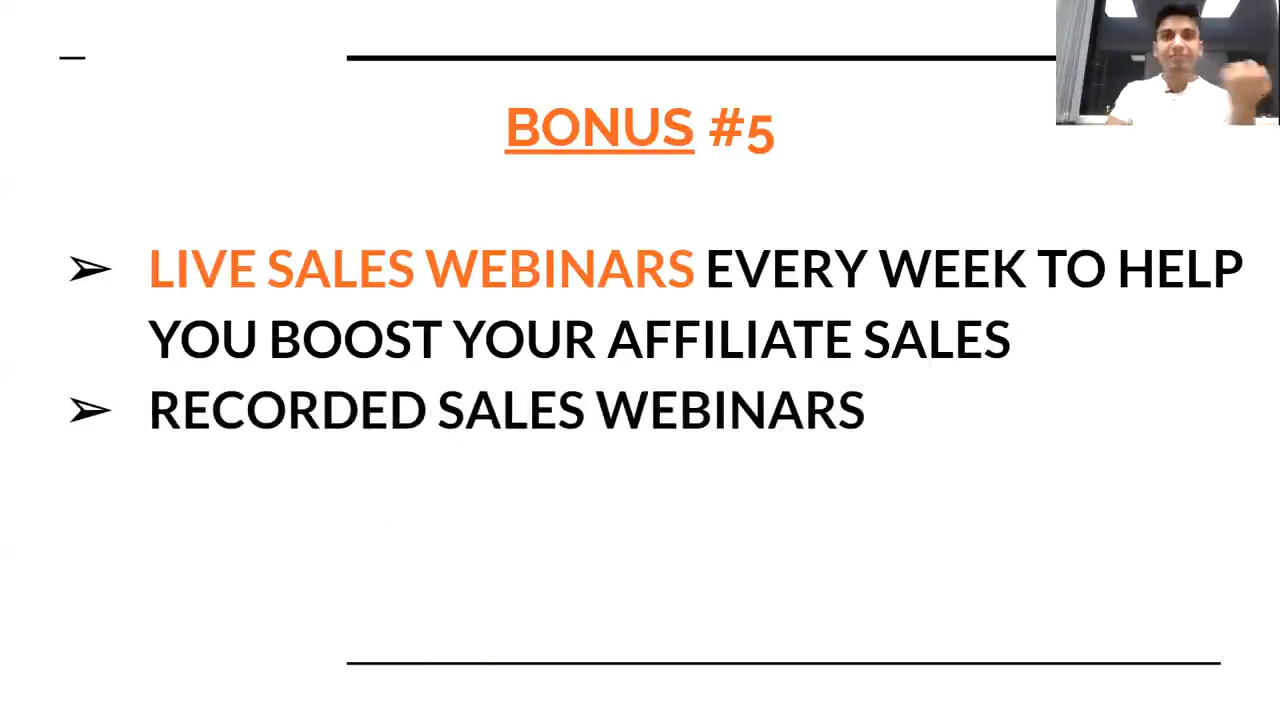 BONUS #5
➢ LIVE SALES WEBINARS EVERY WEEK TO HELP
YOU BOOST YOUR AFFILIATE SALES
➢ RECORDED SALES WEBINARS